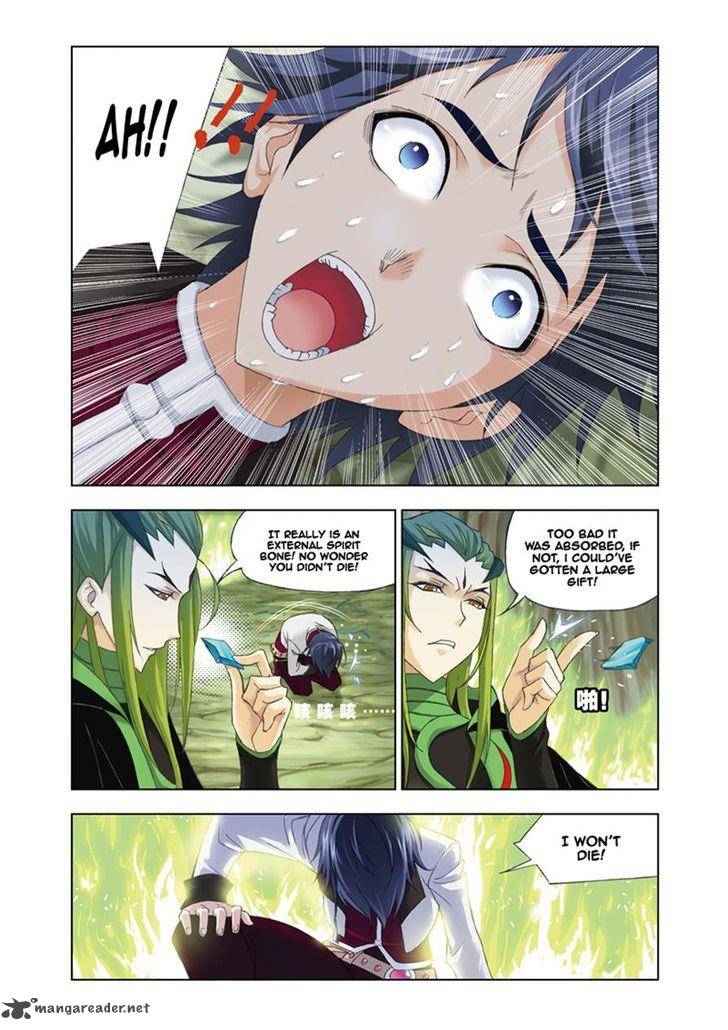 AH!!
!!
IT REALLY IS AN
EXTERNAL SPIRIT
BONE! NO WONDER
YOU DIDN'T DIE!
咳咳咳……
TOO BAD
IT WAS ABSORBED, IF
NOT, I COULD'VE
GOTTEN A LARGE
GIFT!
啪!
I WON'T
DIE!
mangareader.net